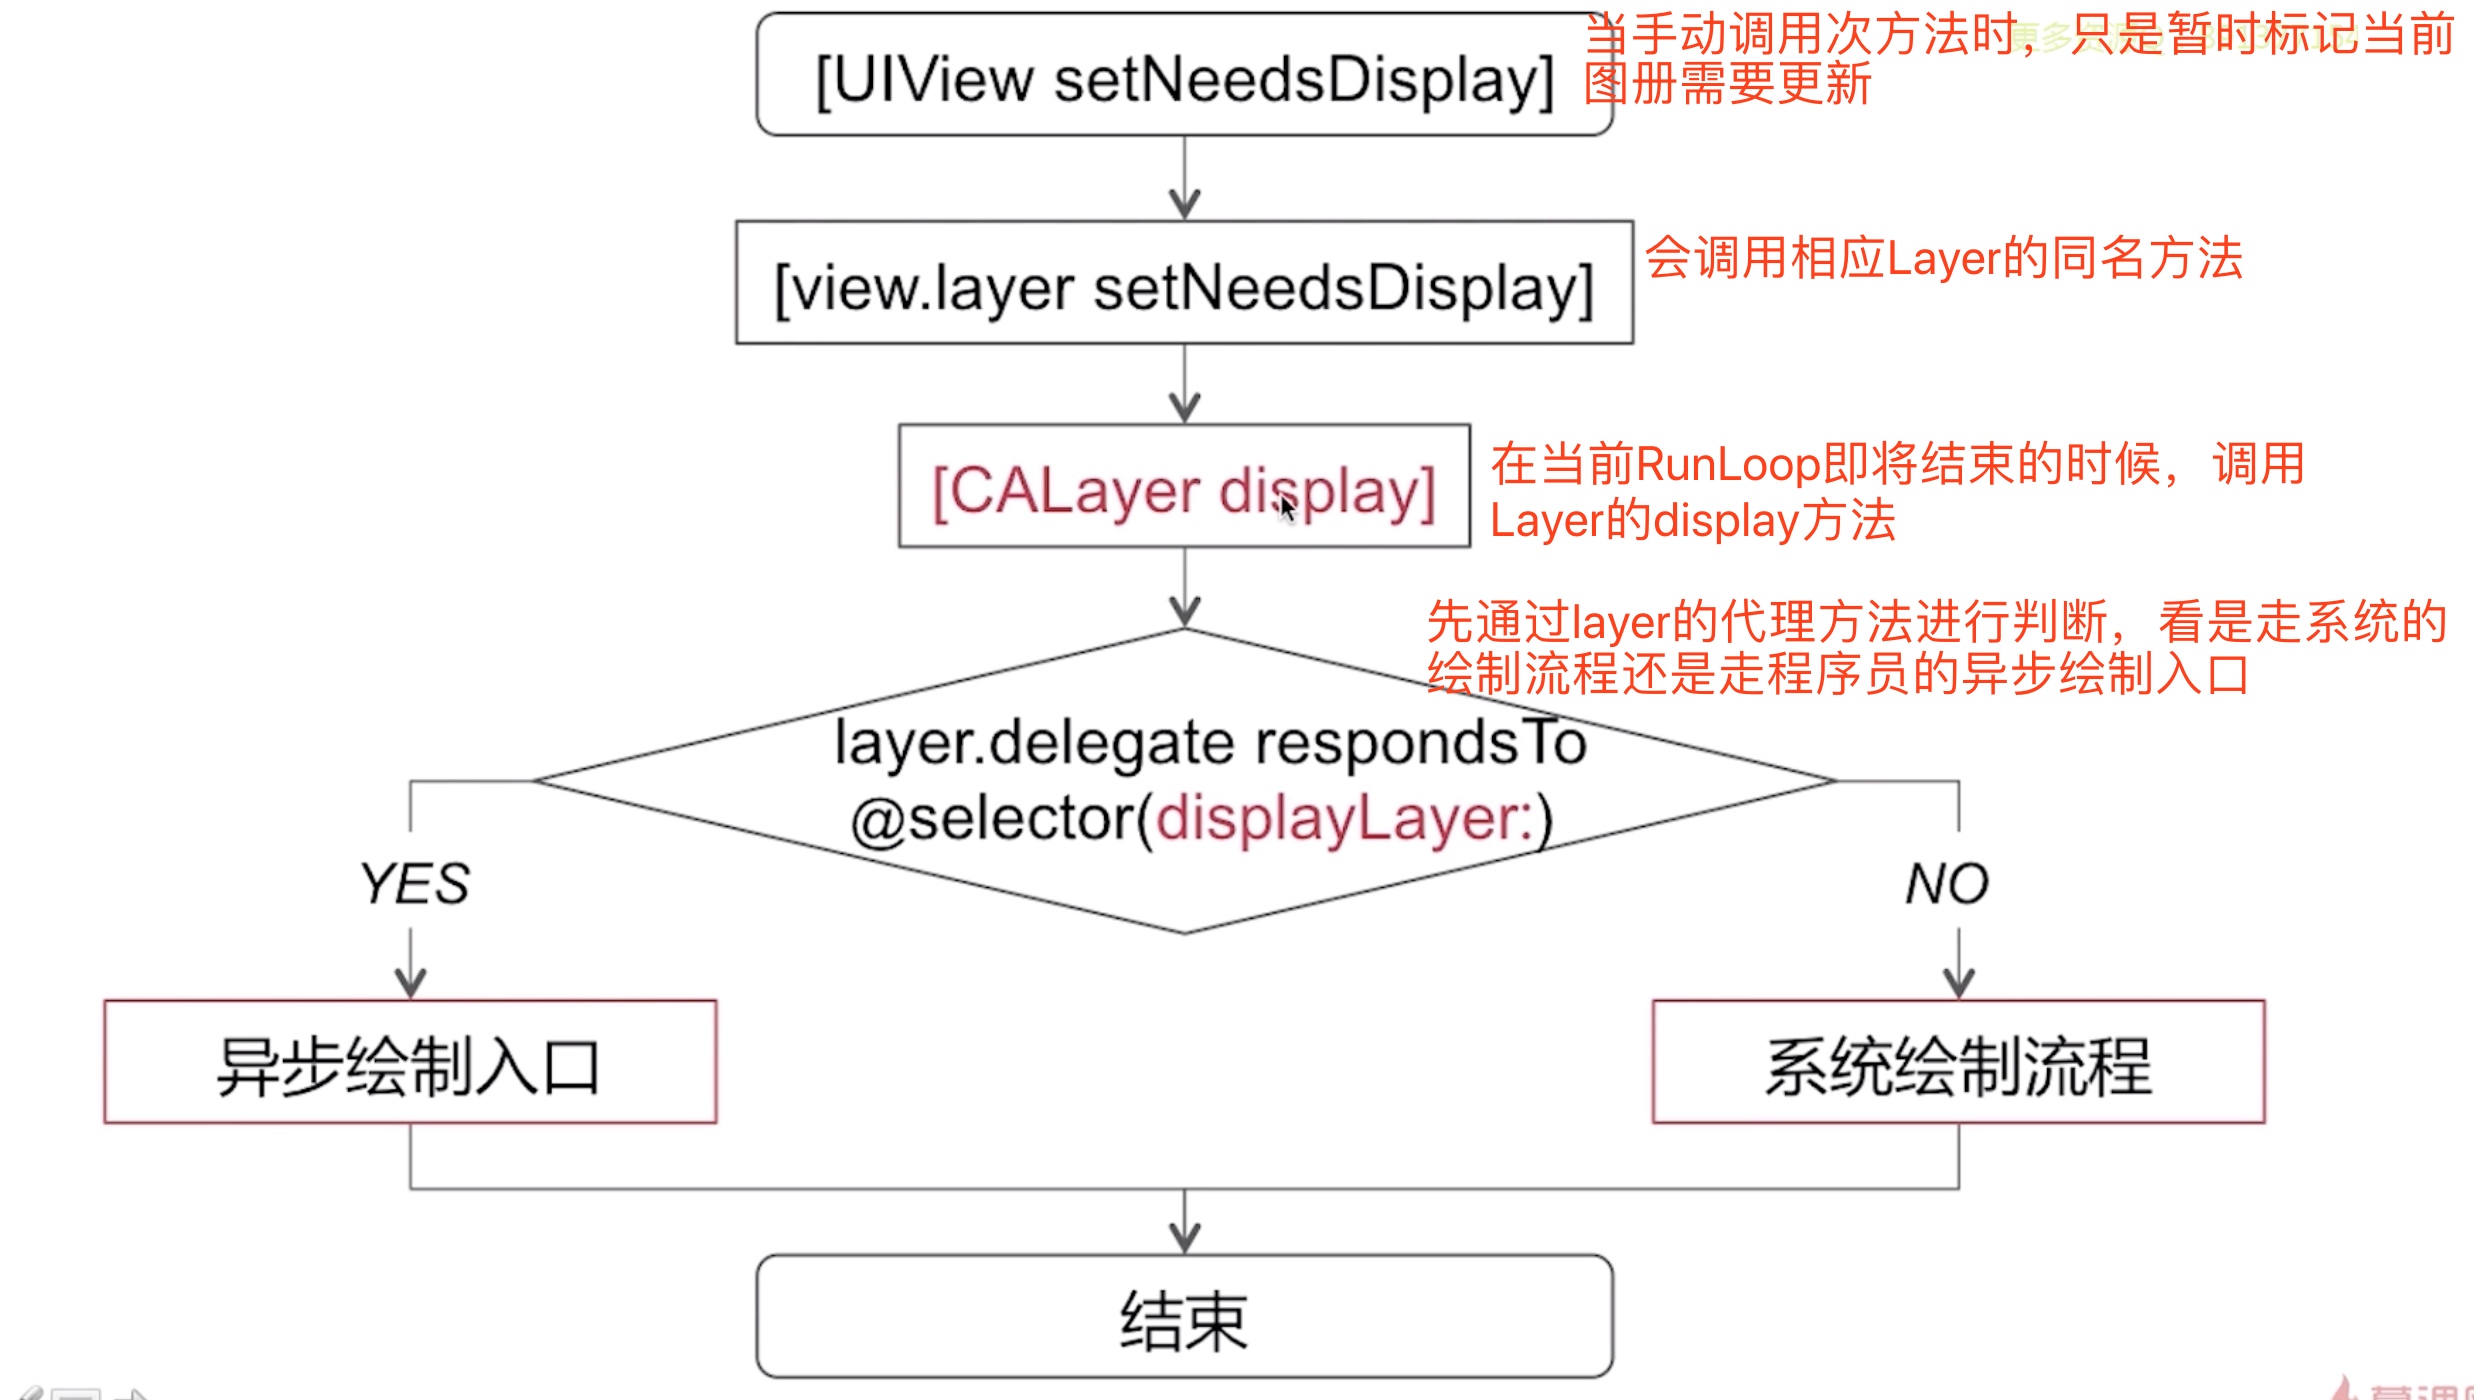 [UIView setNeedsDisplay]
当手动调用次方法时，只是暂时标记当前
图册需要更新
[view.layer setNeedsDisplay]
会调用相应Layer的同名方法
[CALayer display]
在当前RunLoop即将结束的时候，调用
Layer的display方法
先通过layer的代理方法进行判断，看是走系统的
绘制流程还是走程序员的异步绘制入口
layer.delegate respondsTo
@selector(displayLayer:)
YES
NO
异步绘制入口
系统绘制流程
结束